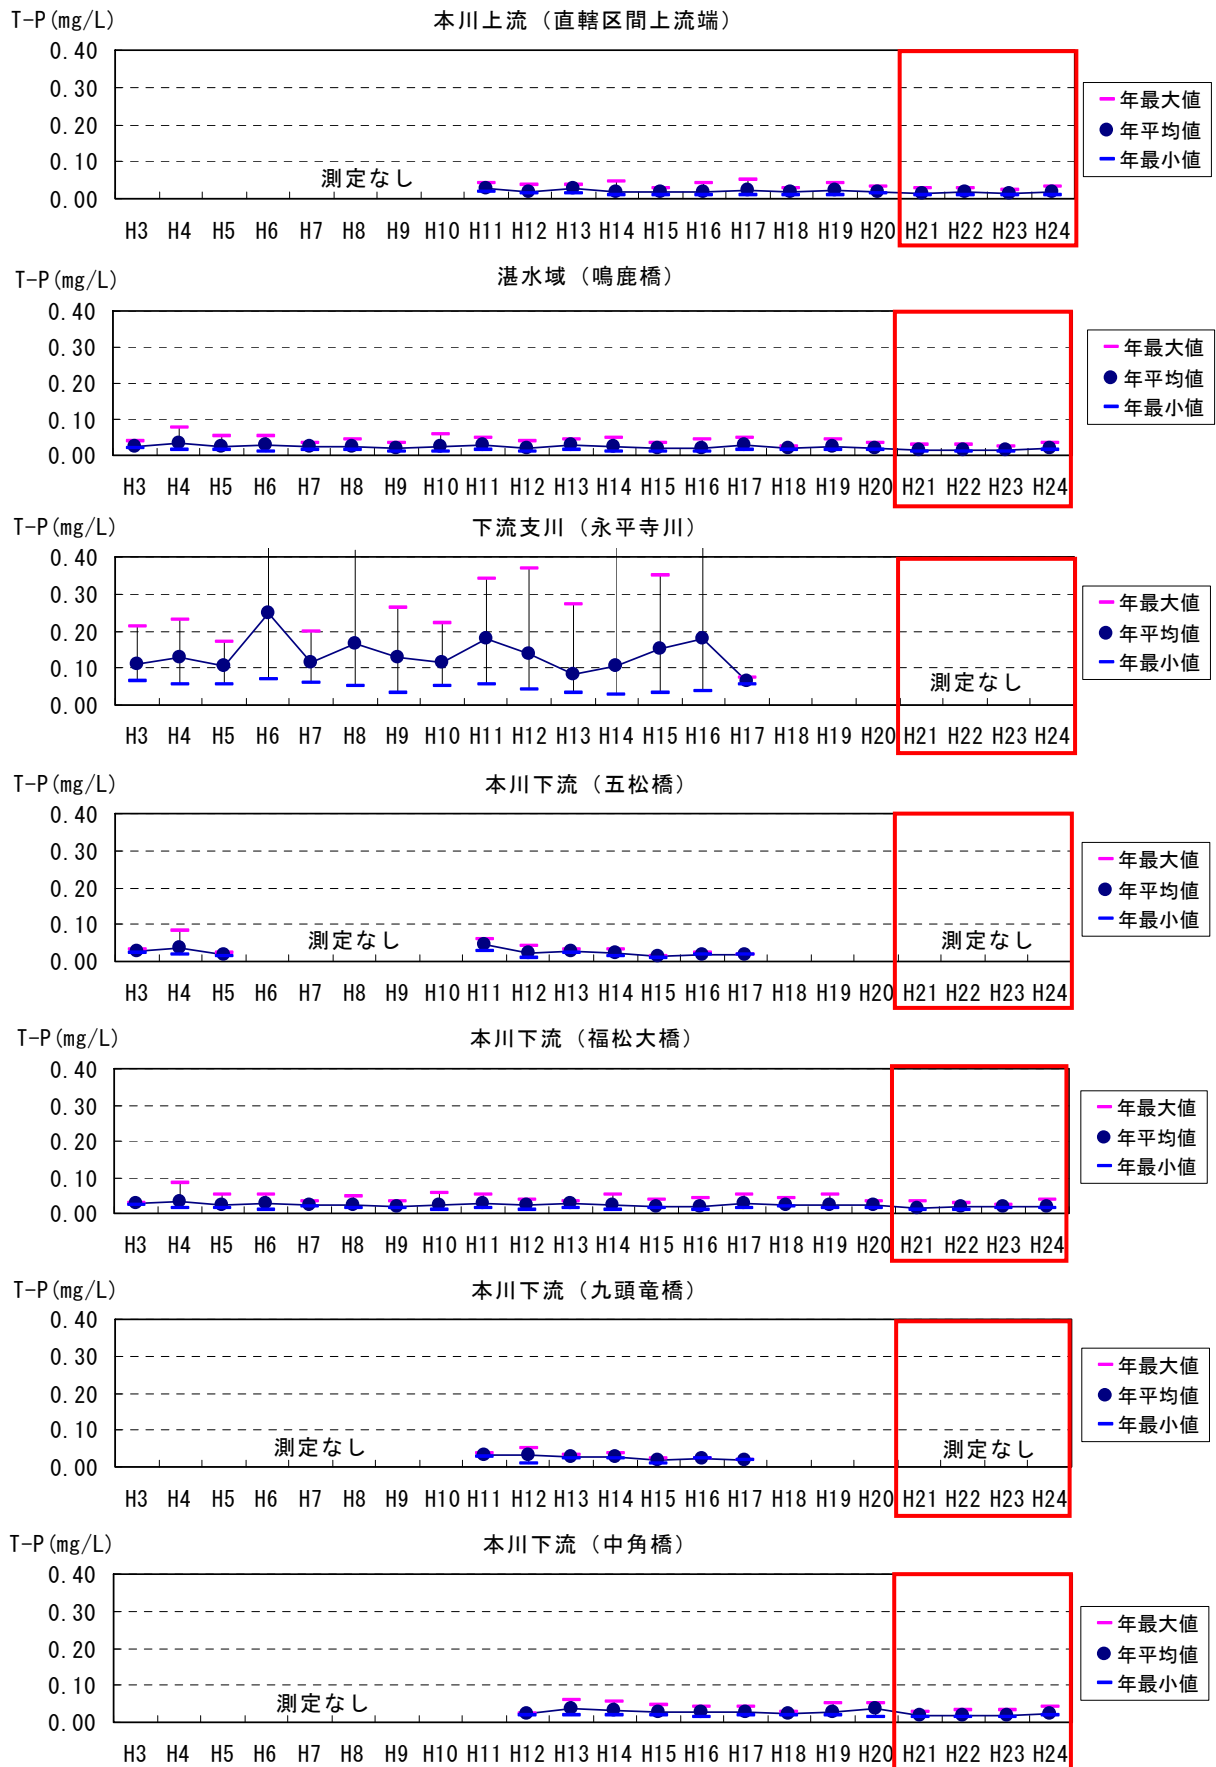 T-P(mg/L) 本川上流（直轄区間上流端）
0.40
0.30
0.20
0.10
0.00
測定なし
年最大値
年平均値
年最小値
H3 H4 H5 H6 H7 H8 H9 H10 H11 H12 H13 H14 H15 H16 H17 H18 H19 H20 H21 H22 H23 H24
T-P(mg/L) 湛水域（鳴鹿橋）
0.40
0.30
0.20
0.10
0.00
年最大値
年平均値
年最小値
H3 H4 H5 H6 H7 H8 H9 H10 H11 H12 H13 H14 H15 H16 H17 H18 H19 H20 H21 H22 H23 H24
T-P(mg/L) 下流支川（永平寺川）
0.40
0.30
0.20
0.10
0.00
測定なし
年最大値
年平均値
年最小値
H3 H4 H5 H6 H7 H8 H9 H10 H11 H12 H13 H14 H15 H16 H17 H18 H19 H20 H21 H22 H23 H24
T-P(mg/L) 本川下流（五松橋）
0.40
0.30
0.20
0.10
0.00
測定なし 測定なし
年最大値
年平均値
年最小値
H3 H4 H5 H6 H7 H8 H9 H10 H11 H12 H13 H14 H15 H16 H17 H18 H19 H20 H21 H22 H23 H24
T-P(mg/L) 本川下流（福松大橋）
0.40
0.30
0.20
0.10
0.00
年最大値
年平均値
年最小値
H3 H4 H5 H6 H7 H8 H9 H10 H11 H12 H13 H14 H15 H16 H17 H18 H19 H20 H21 H22 H23 H24
T-P(mg/L) 本川下流（九頭竜橋）
0.40
0.30
0.20
0.10
0.00
測定なし 測定なし
年最大値
年平均値
年最小値
H3 H4 H5 H6 H7 H8 H9 H10 H11 H12 H13 H14 H15 H16 H17 H18 H19 H20 H21 H22 H23 H24
T-P(mg/L) 本川下流（中角橋）
0.40
0.30
0.20
0.10
0.00
測定なし
年最大値
年平均値
年最小値
H3 H4 H5 H6 H7 H8 H9 H10 H11 H12 H13 H14 H15 H16 H17 H18 H19 H20 H21 H22 H23 H24